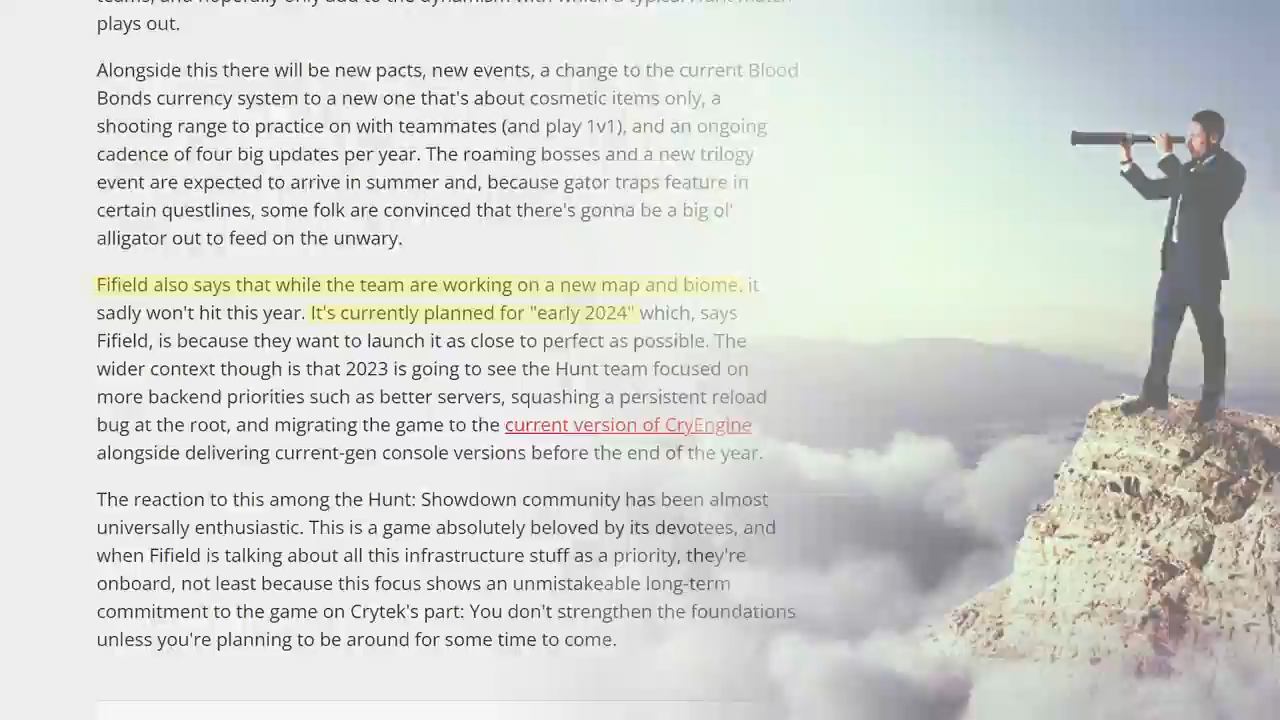 plays out.
Alongside this there will be new pacts, new events, a change to the current Blood
Bonds currency system to a new one that's about cosmetic items only, a
shooting range to practice on with teammates (and play 1v1), and an ongoing
cadence of four big updates per year. The roaming bosses and a new trilogy
event are expected to arrive in summer and, because gator traps feature in
certain questlines, some folk are convinced that there's gonna be a big ol'
alligator out to feed on the unwary.
Fifield also says that while the team are working on a new map and biome, it
sadly won't hit this year. It's currently planned for "early 2024" which, says
Fifield, is because they want to launch it as close to perfect as possible. The
wider context though is that 2023 is going to see the Hunt team focused on
more backend priorities such as better servers, squashing a persistent reload
bug at the root, and migrating the game to the current version of CryEngine
alongside delivering current-gen console versions before the end of the year.
The reaction to this among the Hunt: Showdown community has been almost
universally enthusiastic. This is a game absolutely beloved by its devotees, and
when Fifield is talking about all this infrastructure stuff as a priority, they're
onboard, not least because this focus shows an unmistakeable long-term
commitment to the game on Crytek's part: You don't strengthen the foundations
unless you're planning to be around for some time to come.